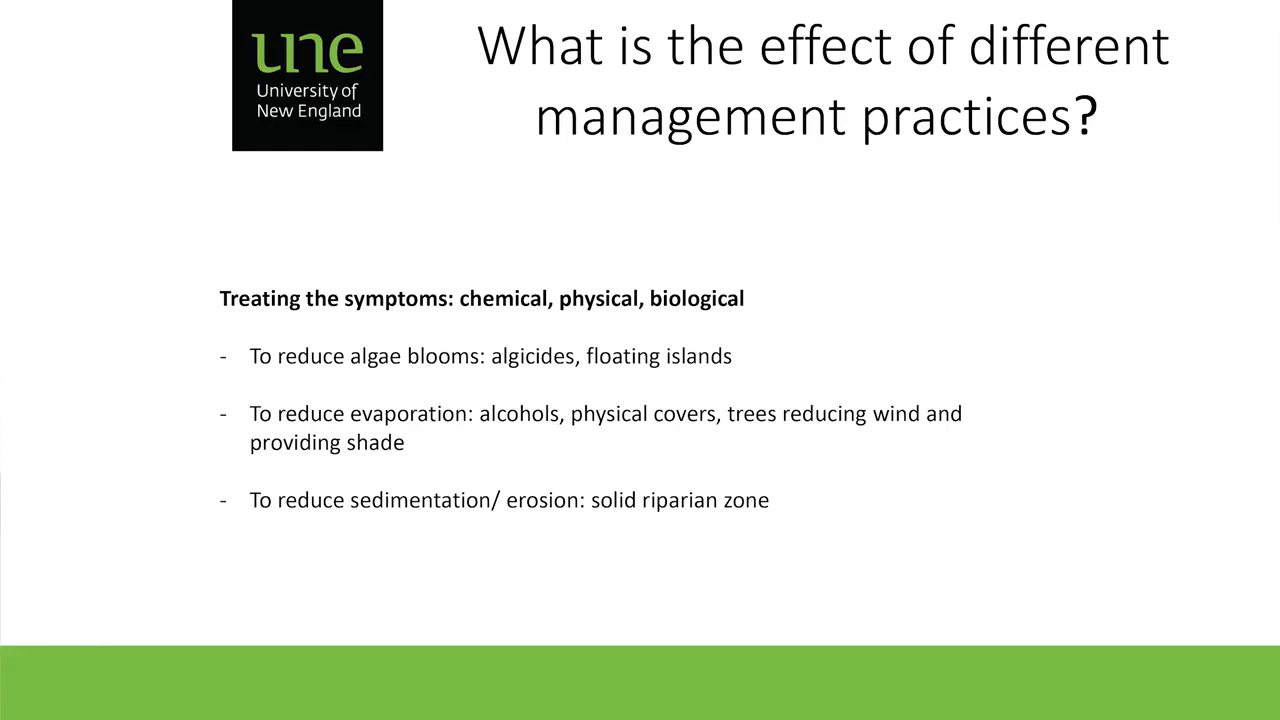 une
University of
New England
What is the effect of different
management practices?
Treating the symptoms: chemical, physical, biological
- To reduce algae blooms: algicides, floating islands
- To reduce evaporation: alcohols, physical covers, trees reducing wind and
providing shade
- To reduce sedimentation/ erosion: solid riparian zone